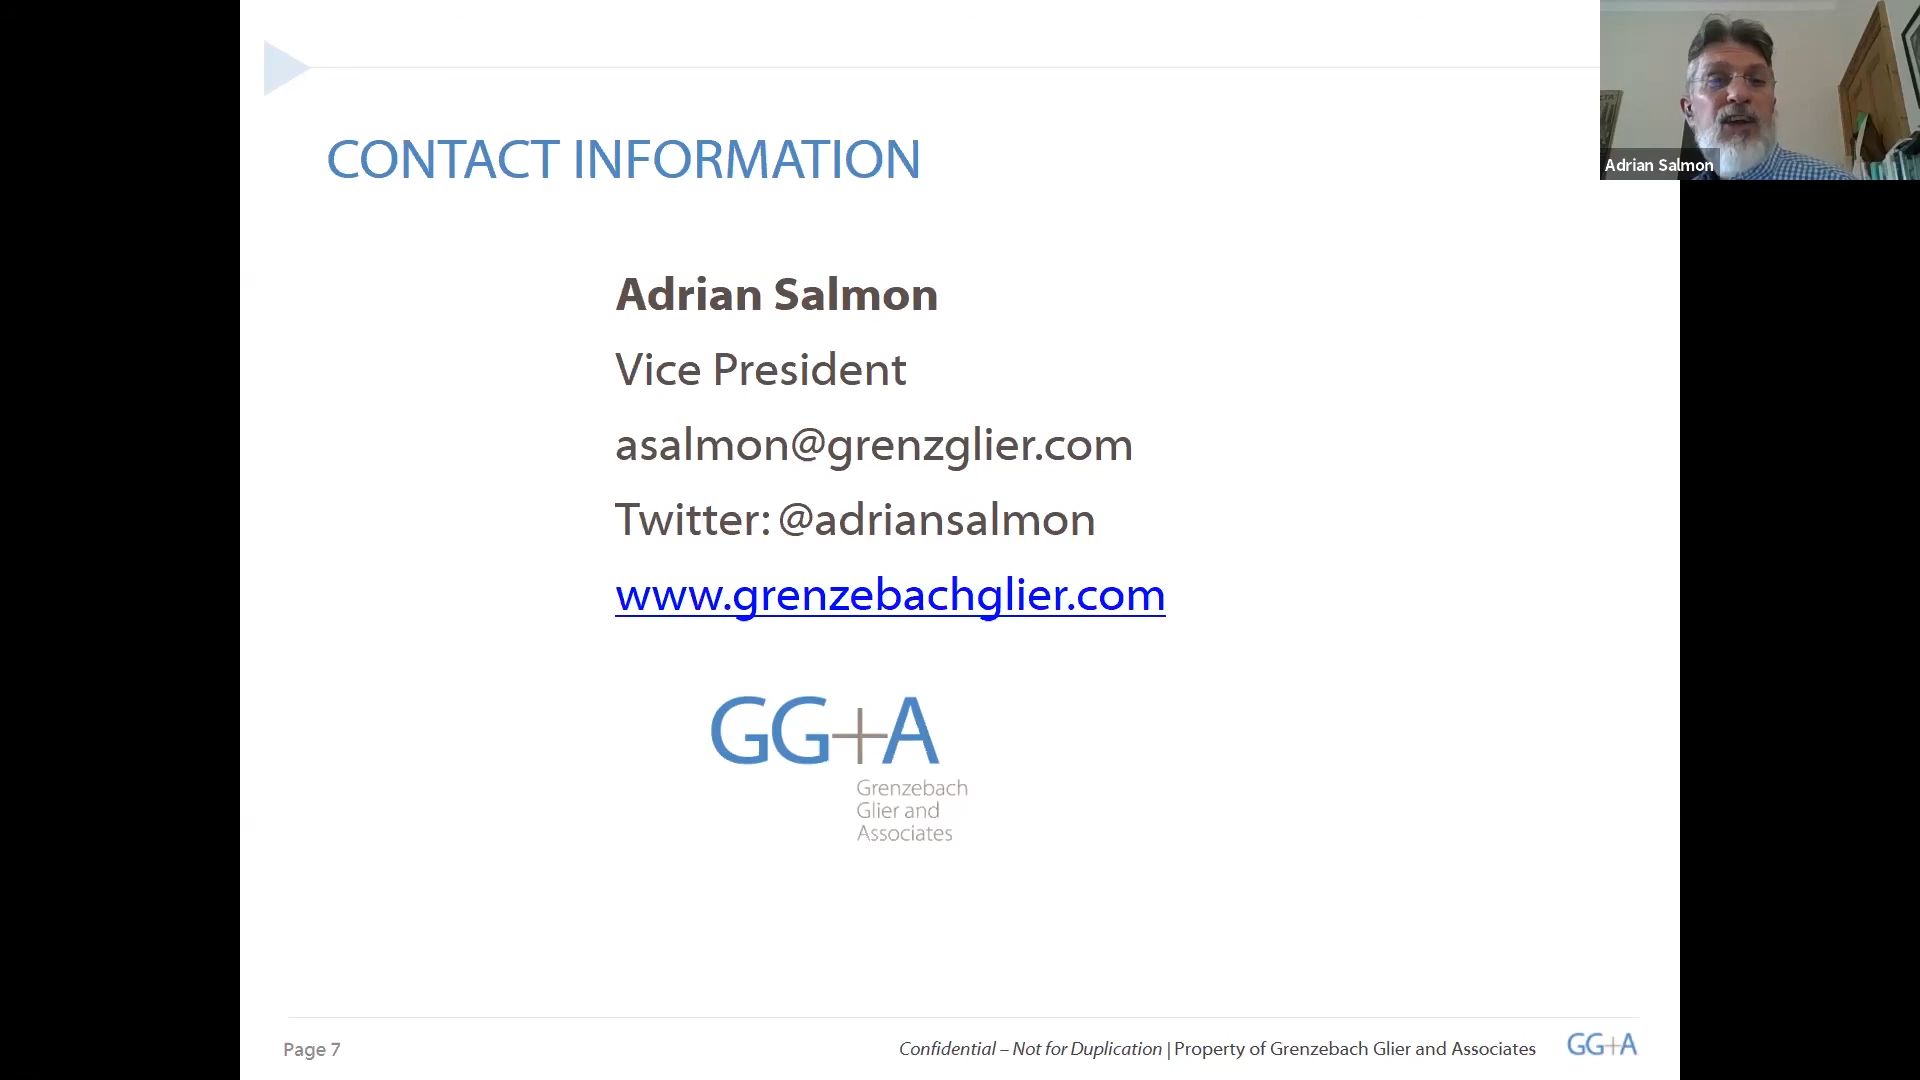 CONTACT INFORMATION
Adrian Salmon
Adrian Salmon
Vice President
asalmon@grenzglier.com
Twitter: @adriansalmon
www.grenzebachglier.com
GG+A
Grenzebach
Glier and
Associates
Page 7
Confidential – Not for Duplication | Property of Grenzebach Glier and Associates
GG+A